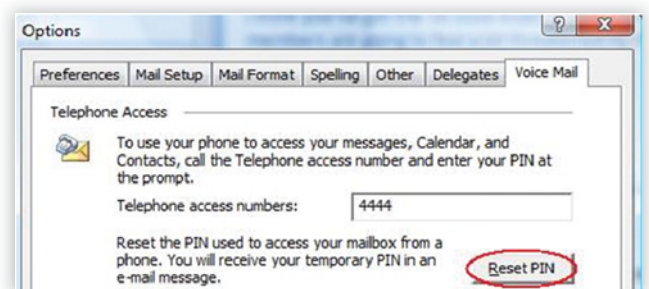 Options
Preferences Mail Setup Mail Format Spelling Other Delegates Voice Mail
Telephone Access
To use your phone to access your messages, Calendar, and
Contacts, call the Telephone access number and enter your PIN at
the prompt.
Telephone access numbers: 4444
Reset the PIN used to access your mailbox from a
phone. You will receive your temporary PIN in an
e-mail message.
Reset PIN